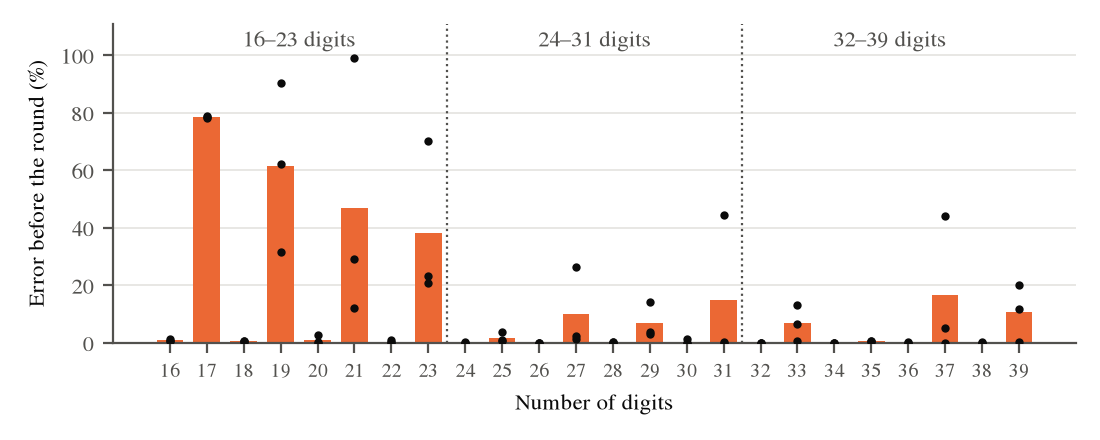 16–23 digits 24–31 digits 32–39 digits
Error before the round (%)
100
80
60
40
20
0
16 17 18 19 20 21 22 23 24 25 26 27 28 29 30 31 32 33 34 35 36 37 38 39
Number of digits